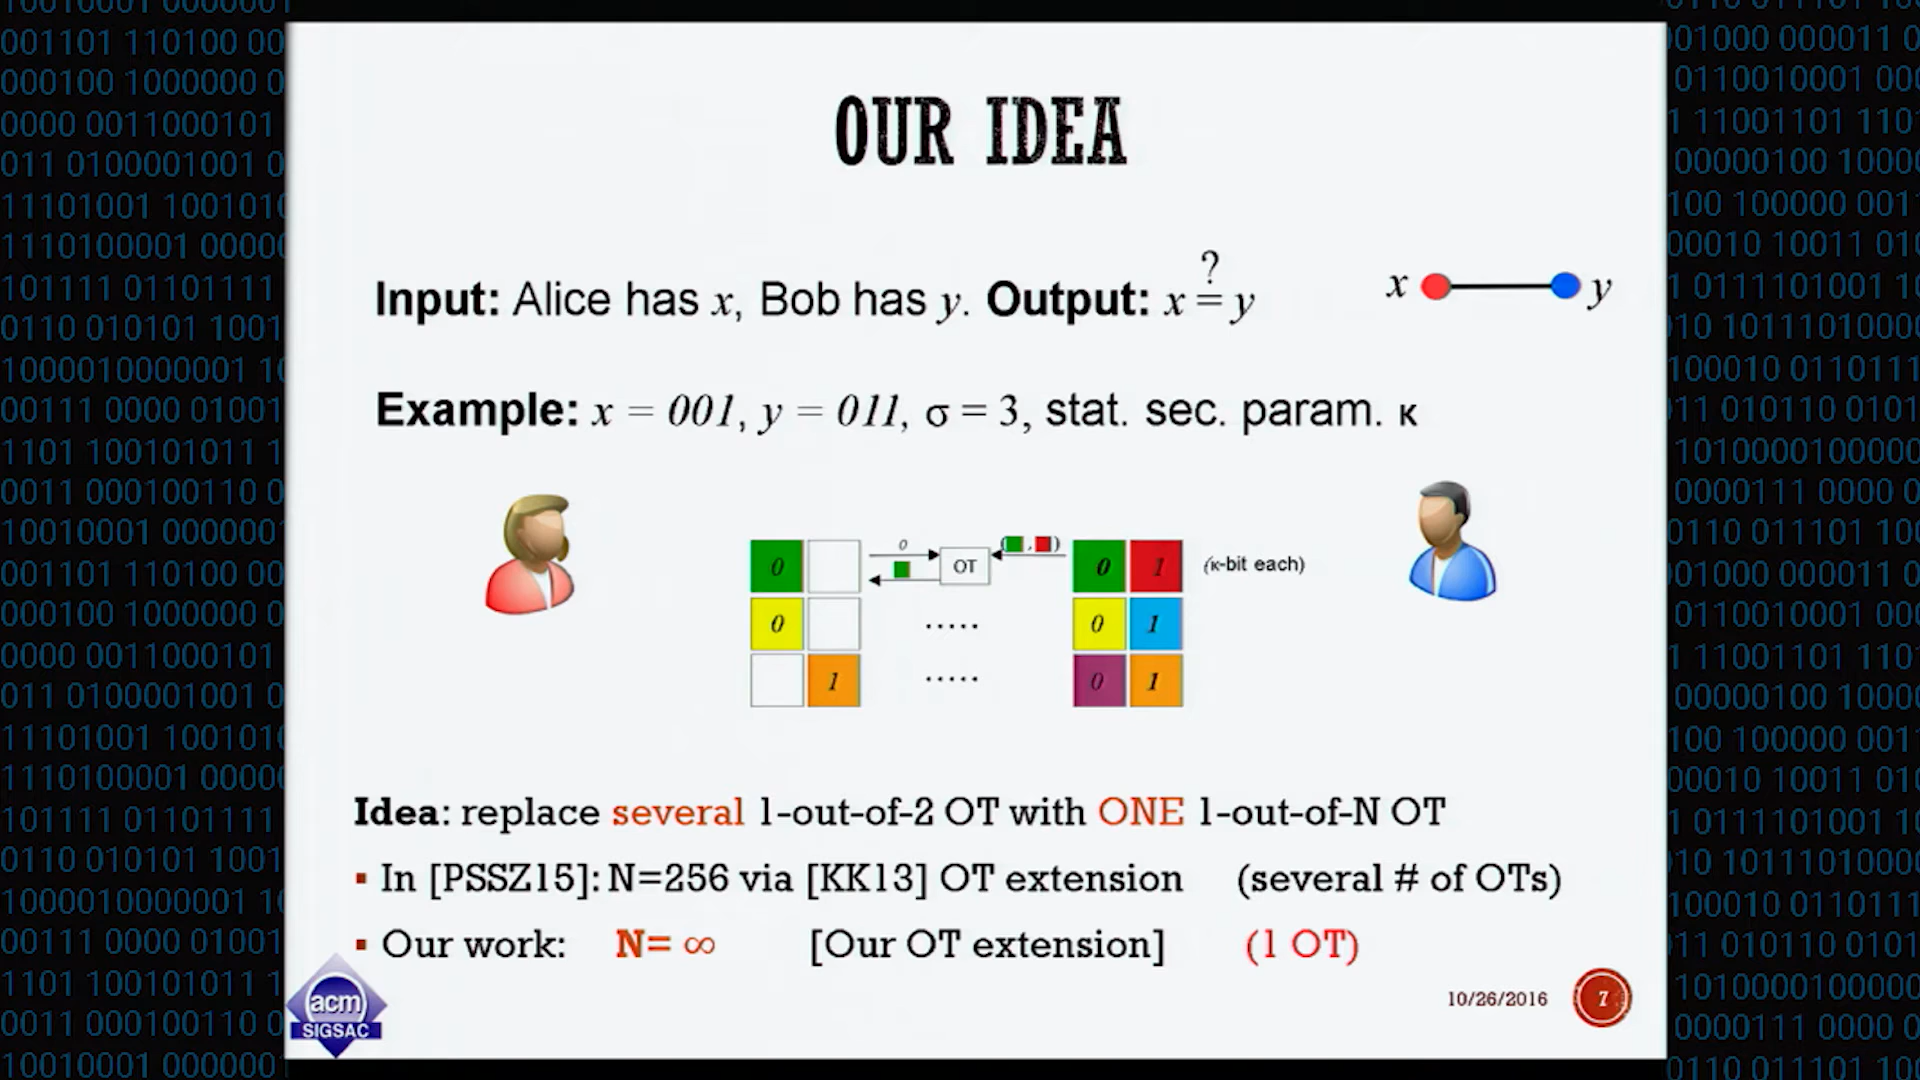 OUR IDEA
?
Input: Alice has x, Bob has y. Output: x = y
x y
Example: x = 001, y = 011, σ = 3, stat. sec. param. κ
0 0 OT ( , ) 0 1 (κ-bit each)
0 ..... 0 1
1 ..... 0 1
Idea: replace several 1-out-of-2 OT with ONE 1-out-of-N OT
▪ In [PSSZ15]: N=256 via [KK13] OT extension (several # of OTs)
▪ Our work: N= ∞ [Our OT extension] (1 OT)
10/26/2016 7
acm
SIGSAC